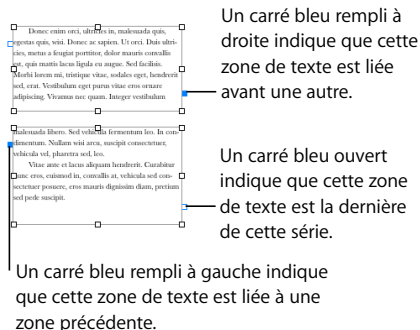 Donec enim orci, ultricies in, malesuada quis,
egestas quis, wisi. Donec ac sapien. Ut orci. Duis ultri-
cies, metus a feugiat porttitor, dolor mauris convallis
est, quis mattis lacus ligula eu augue. Sed facilisis.
Morbi lorem mi, tristique vitae, sodales eget, hendrerit
sed, erat. Vestibulum eget purus vitae eros ornare
adipiscing. Vivamus nec quam. Integer vestibulum
malesuada libero. Sed vehicula fermentum leo. In con-
dimentum. Nullam wisi arcu, suscipit consectetuer,
vehicula vel, pharetra sed, leo.
Vitae ante et lacus aliquam hendrerit. Curabitur
nunc eros, euismod in, convallis at, vehicula sed con-
sectetuer posuere, eros mauris dignissim diam, pretium
sed pede suscipit.
Un carré bleu rempli à
droite indique que cette
zone de texte est liée
avant une autre.
Un carré bleu ouvert
indique que cette zone
de texte est la dernière
de cette série.
Un carré bleu rempli à gauche indique
que cette zone de texte est liée à une
zone précédente.